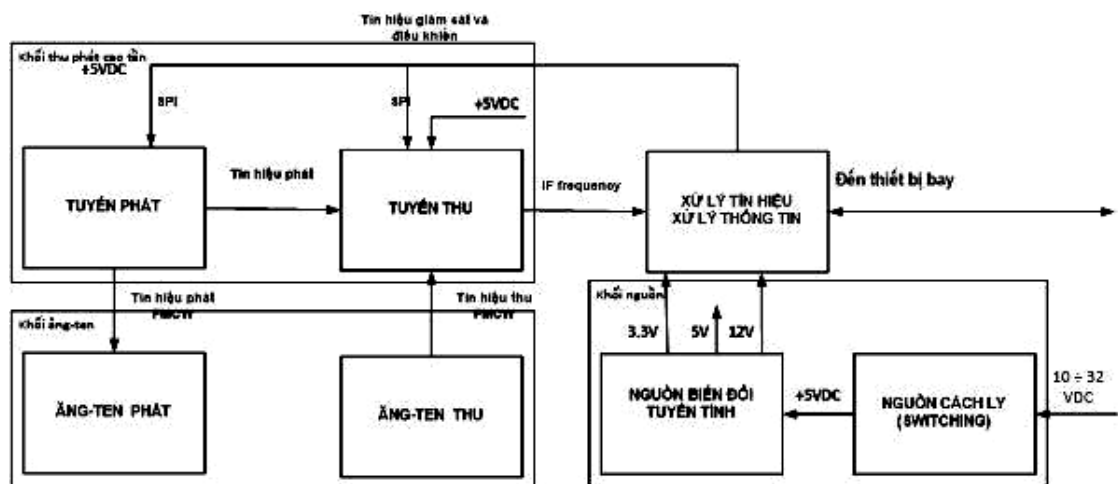 Tín hiệu giám sát và
điều khiển
Khối thu phát cao tần
+5VDC
SPI
SPI
+5VDC
TUYẾN PHÁT
Tín hiệu phát
TUYẾN THU
IF frequency
XỬ LÝ TÍN HIỆU
XỬ LÝ THÔNG TIN
Đến thiết bị bay
Tín hiệu phát
FMCW
Tín hiệu thu
FMCW
Khối ăng-ten
ĂNG-TEN PHÁT
ĂNG-TEN THU
Khối nguồn
3.3V
5V
12V
NGUỒN BIẾN ĐỔI
TUYẾN TÍNH
+5VDC
NGUỒN CÁCH LY
(SWITCHING)
10 ÷ 32
VDC